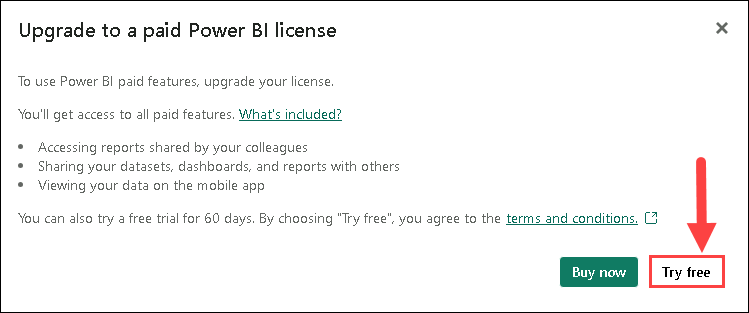 Upgrade to a paid Power BI license
To use Power BI paid features, upgrade your license.
You'll get access to all paid features. What's included?
Accessing reports shared by your colleagues
Sharing your datasets, dashboards, and reports with others
Viewing your data on the mobile app
You can also try a free trial for 60 days. By choosing "Try free", you agree to the terms and conditions.
Buy now Try free